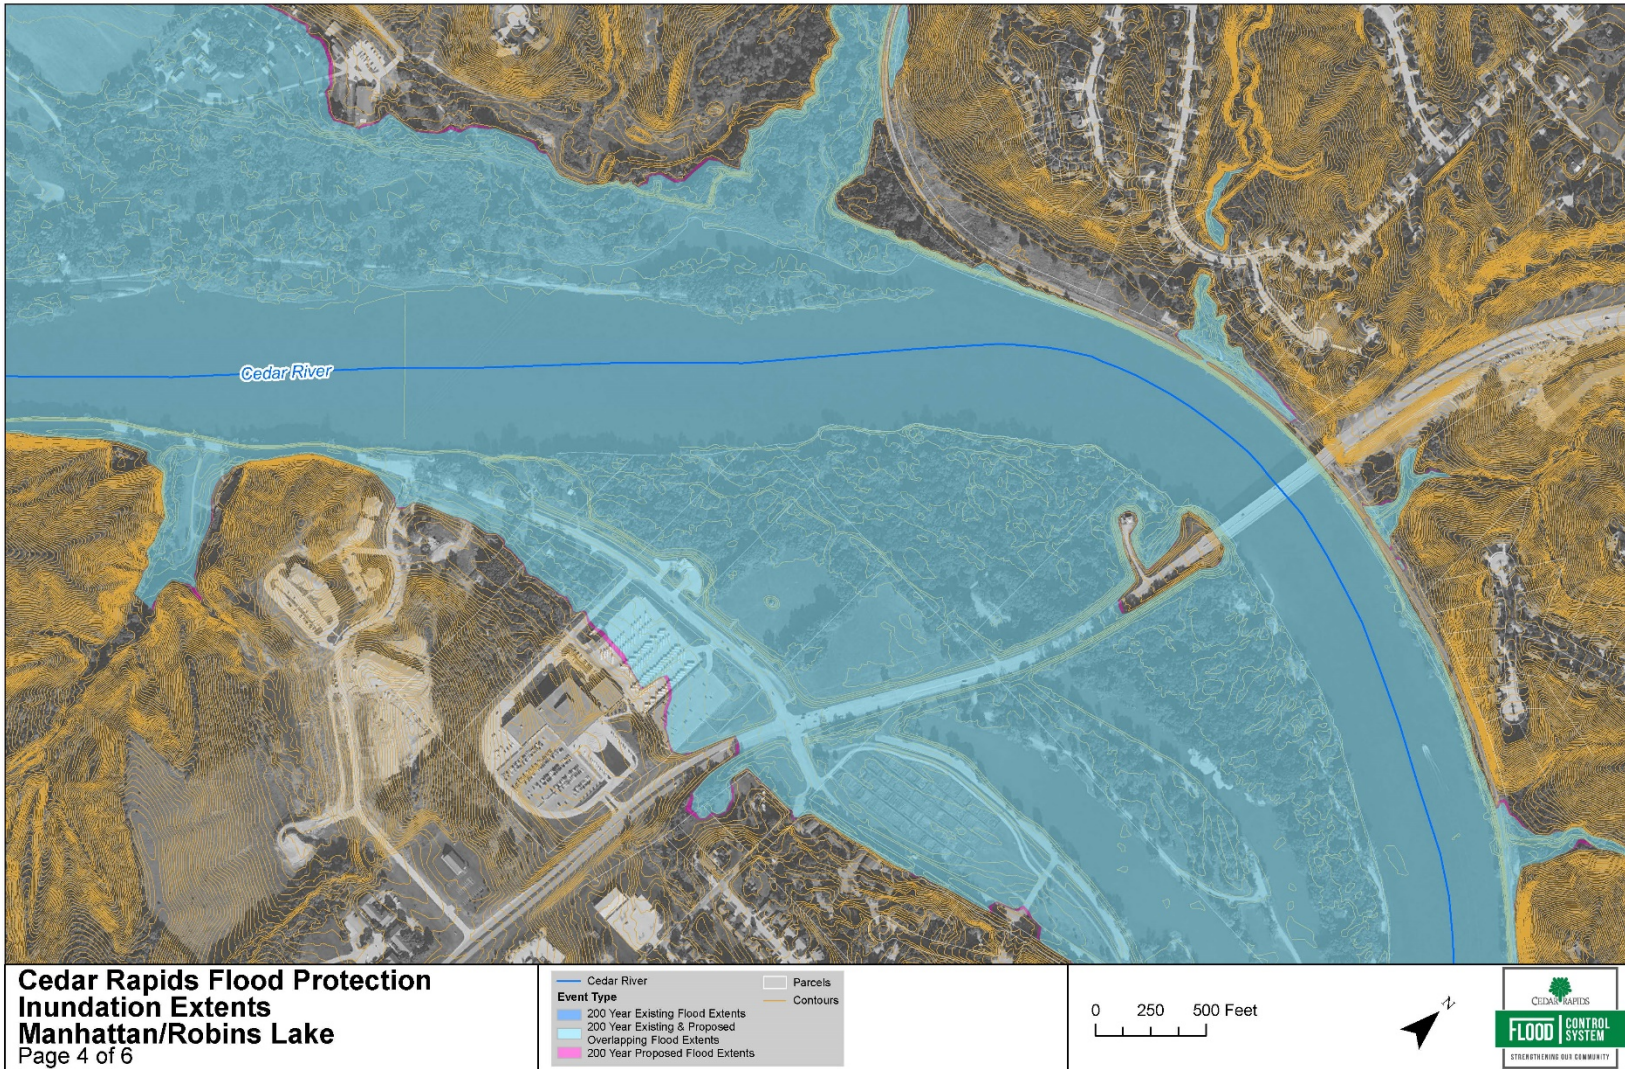 Cedar River
Cedar Rapids Flood Protection
Inundation Extents
Manhattan/Robins Lake
Page 4 of 6
Cedar River
Event Type
200 Year Existing Flood Extents
200 Year Existing & Proposed
Overlapping Flood Extents
200 Year Proposed Flood Extents
Parcels
Contours
0 250 500 Feet
N
CEDAR RAPIDS
FLOOD CONTROL
SYSTEM
STRENGTHENING OUR COMMUNITY